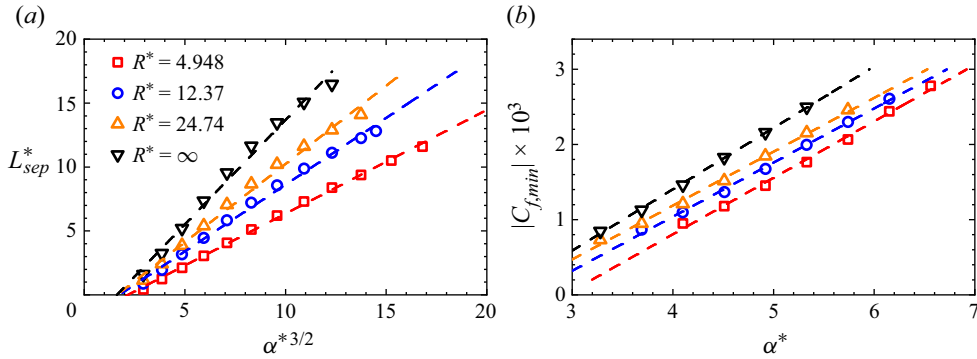 (a)
20
15
10
5
0
5
10
15
20
L*sep
α*3/2
R* = 4.948
R* = 12.37
R* = 24.74
R* = ∞
(b)
4
3
2
1
0
3
4
5
6
7
|Cf,min| × 10³
α*